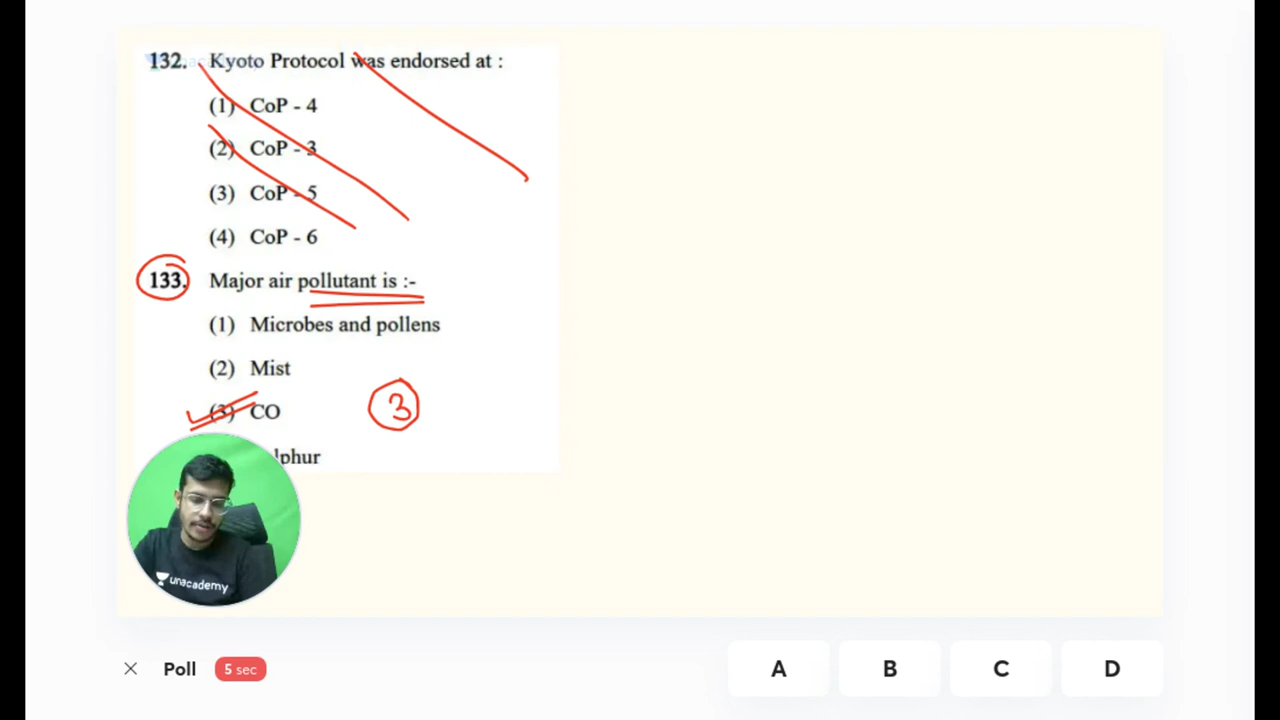 132. Kyoto Protocol was endorsed at :
(1) CoP - 4
(2) CoP - 3
(3) CoP - 5
(4) CoP - 6
133. Major air pollutant is :-
(1) Microbes and pollens
(2) Mist
(3) CO
3
lphur
unacademy
× Poll 5 sec A B C D